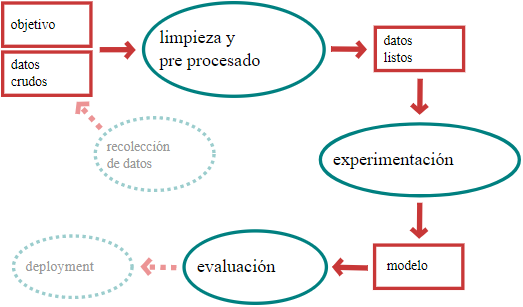 objetivo
datos
crudos
limpieza y
pre procesado
datos
listos
recolección
de datos
experimentación
modelo
evaluación
deployment